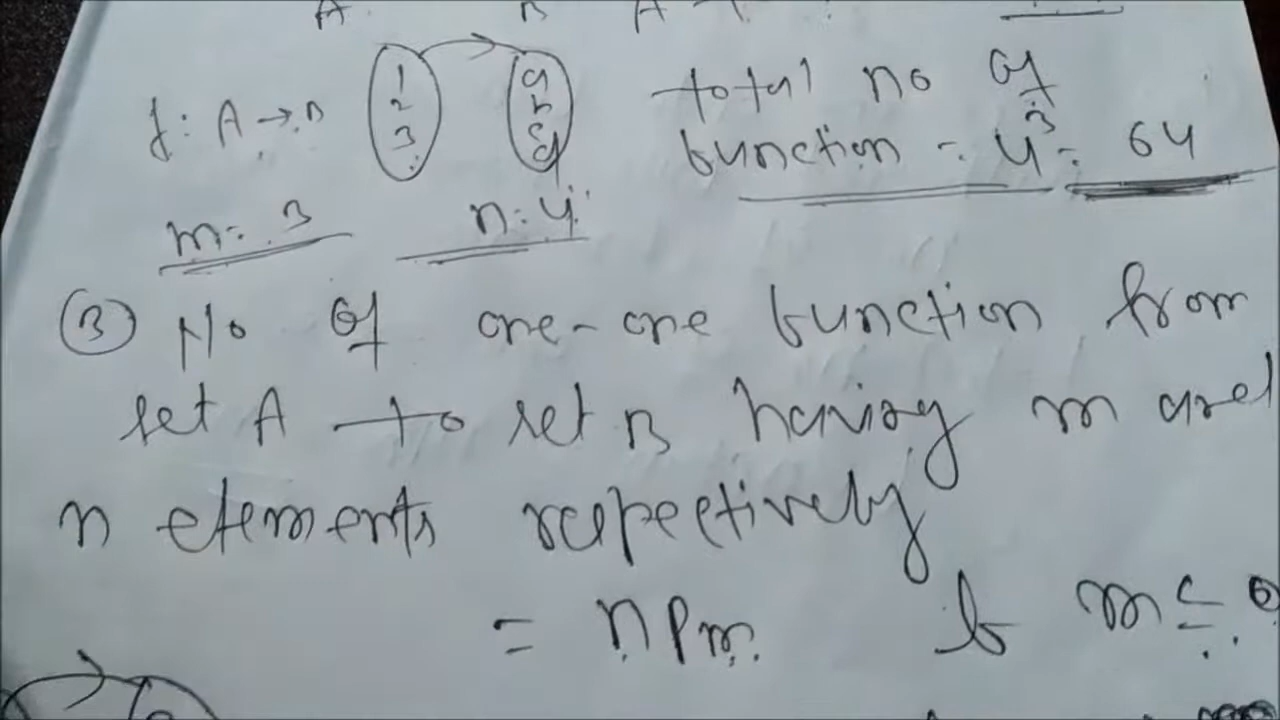 A B A
f: A → B 1 2 3 a b c d total no of
function = 4³ = 64
m = 3 n = 4
③ No of one-one function from
set A to set B having m and
n elements respectively
= nPm if m ≤